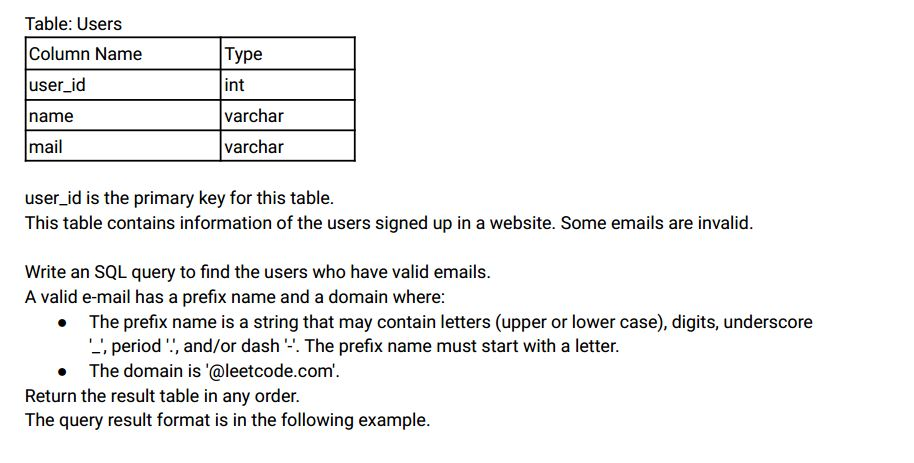 Table: Users
Column Name Type
user_id int
name varchar
mail varchar
user_id is the primary key for this table.
This table contains information of the users signed up in a website. Some emails are invalid.
Write an SQL query to find the users who have valid emails.
A valid e-mail has a prefix name and a domain where:
● The prefix name is a string that may contain letters (upper or lower case), digits, underscore
'_', period '.', and/or dash '-'. The prefix name must start with a letter.
● The domain is '@leetcode.com'.
Return the result table in any order.
The query result format is in the following example.